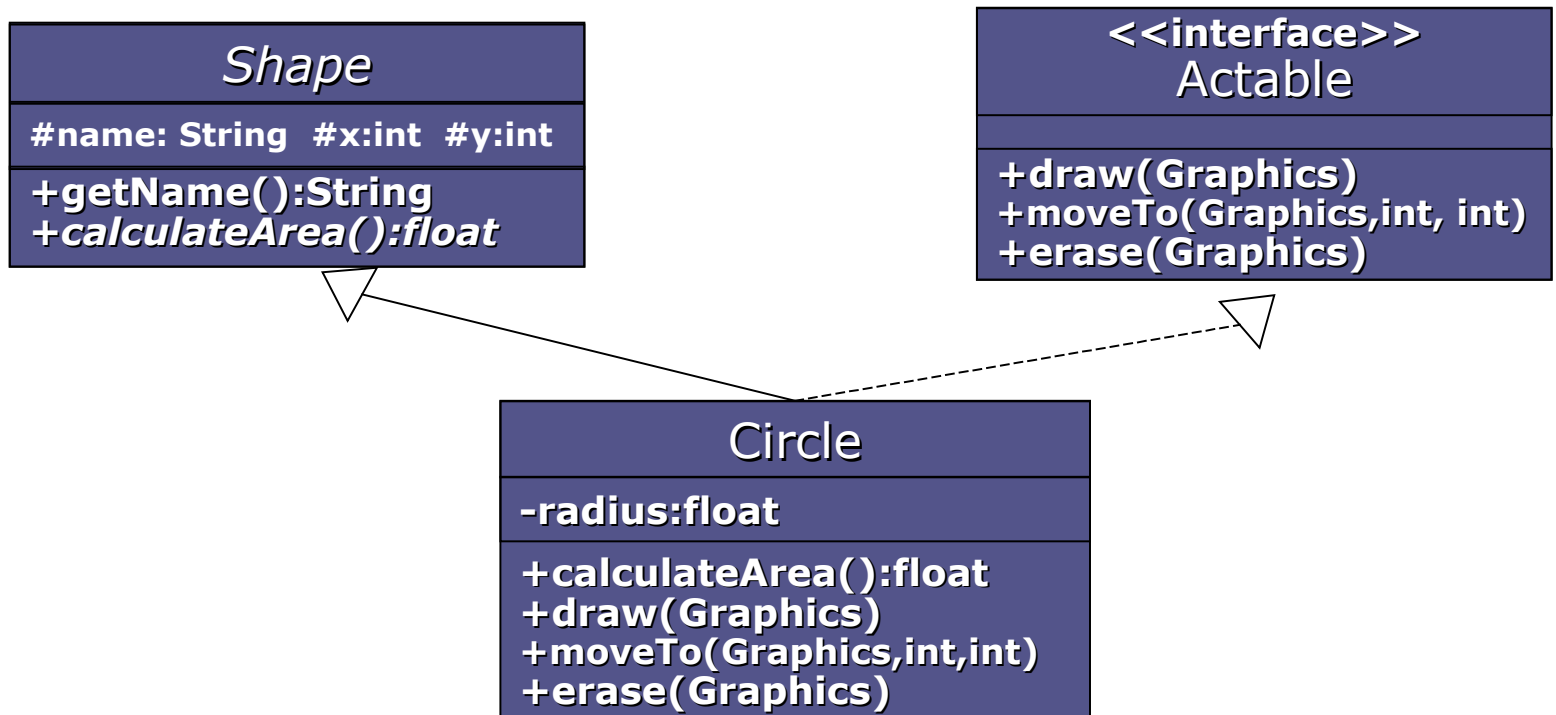 Shape
#name: String  #x:int  #y:int
+getName():String
+calculateArea():float
<<interface>>
Actable
+draw(Graphics)
+moveTo(Graphics,int, int)
+erase(Graphics)
Circle
-radius:float
+calculateArea():float
+draw(Graphics)
+moveTo(Graphics,int,int)
+erase(Graphics)